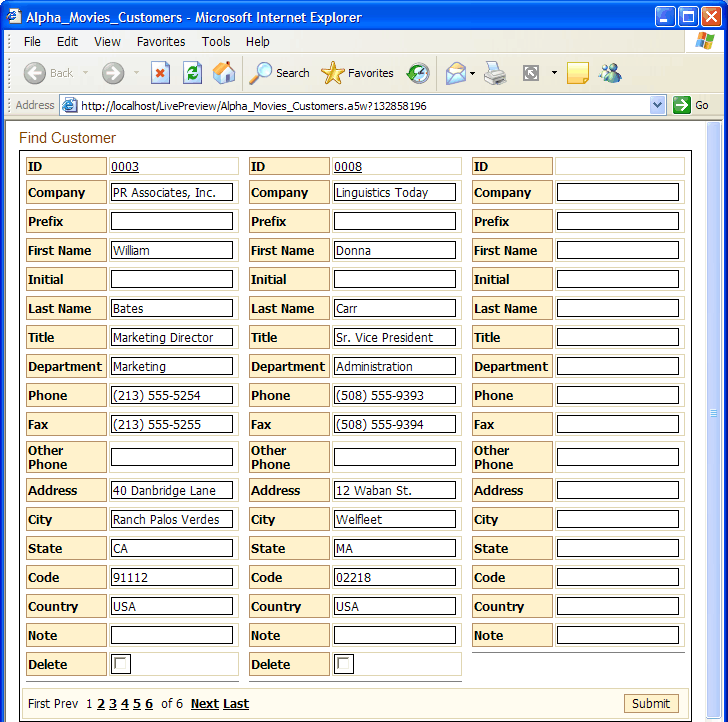 Alpha_Movies_Customers - Microsoft Internet Explorer
File Edit View Favorites Tools Help
Back Search Favorites
Address http://localhost/LivePreview/Alpha_Movies_Customers.a5w?132858196 Go
Find Customer
ID 0003 ID 0008 ID
Company PR Associates, Inc. Company Linguistics Today Company
Prefix Prefix Prefix
First Name William First Name Donna First Name
Initial Initial Initial
Last Name Bates Last Name Carr Last Name
Title Marketing Director Title Sr. Vice President Title
Department Marketing Department Administration Department
Phone (213) 555-5254 Phone (508) 555-9393 Phone
Fax (213) 555-5255 Fax (508) 555-9394 Fax
Other Phone Other Phone Other Phone
Address 40 Danbridge Lane Address 12 Waban St. Address
City Ranch Palos Verdes City Welfleet City
State CA State MA State
Code 91112 Code 02218 Code
Country USA Country USA Country
Note Note Note
Delete Delete
First Prev 1 2 3 4 5 6 of 6 Next Last Submit